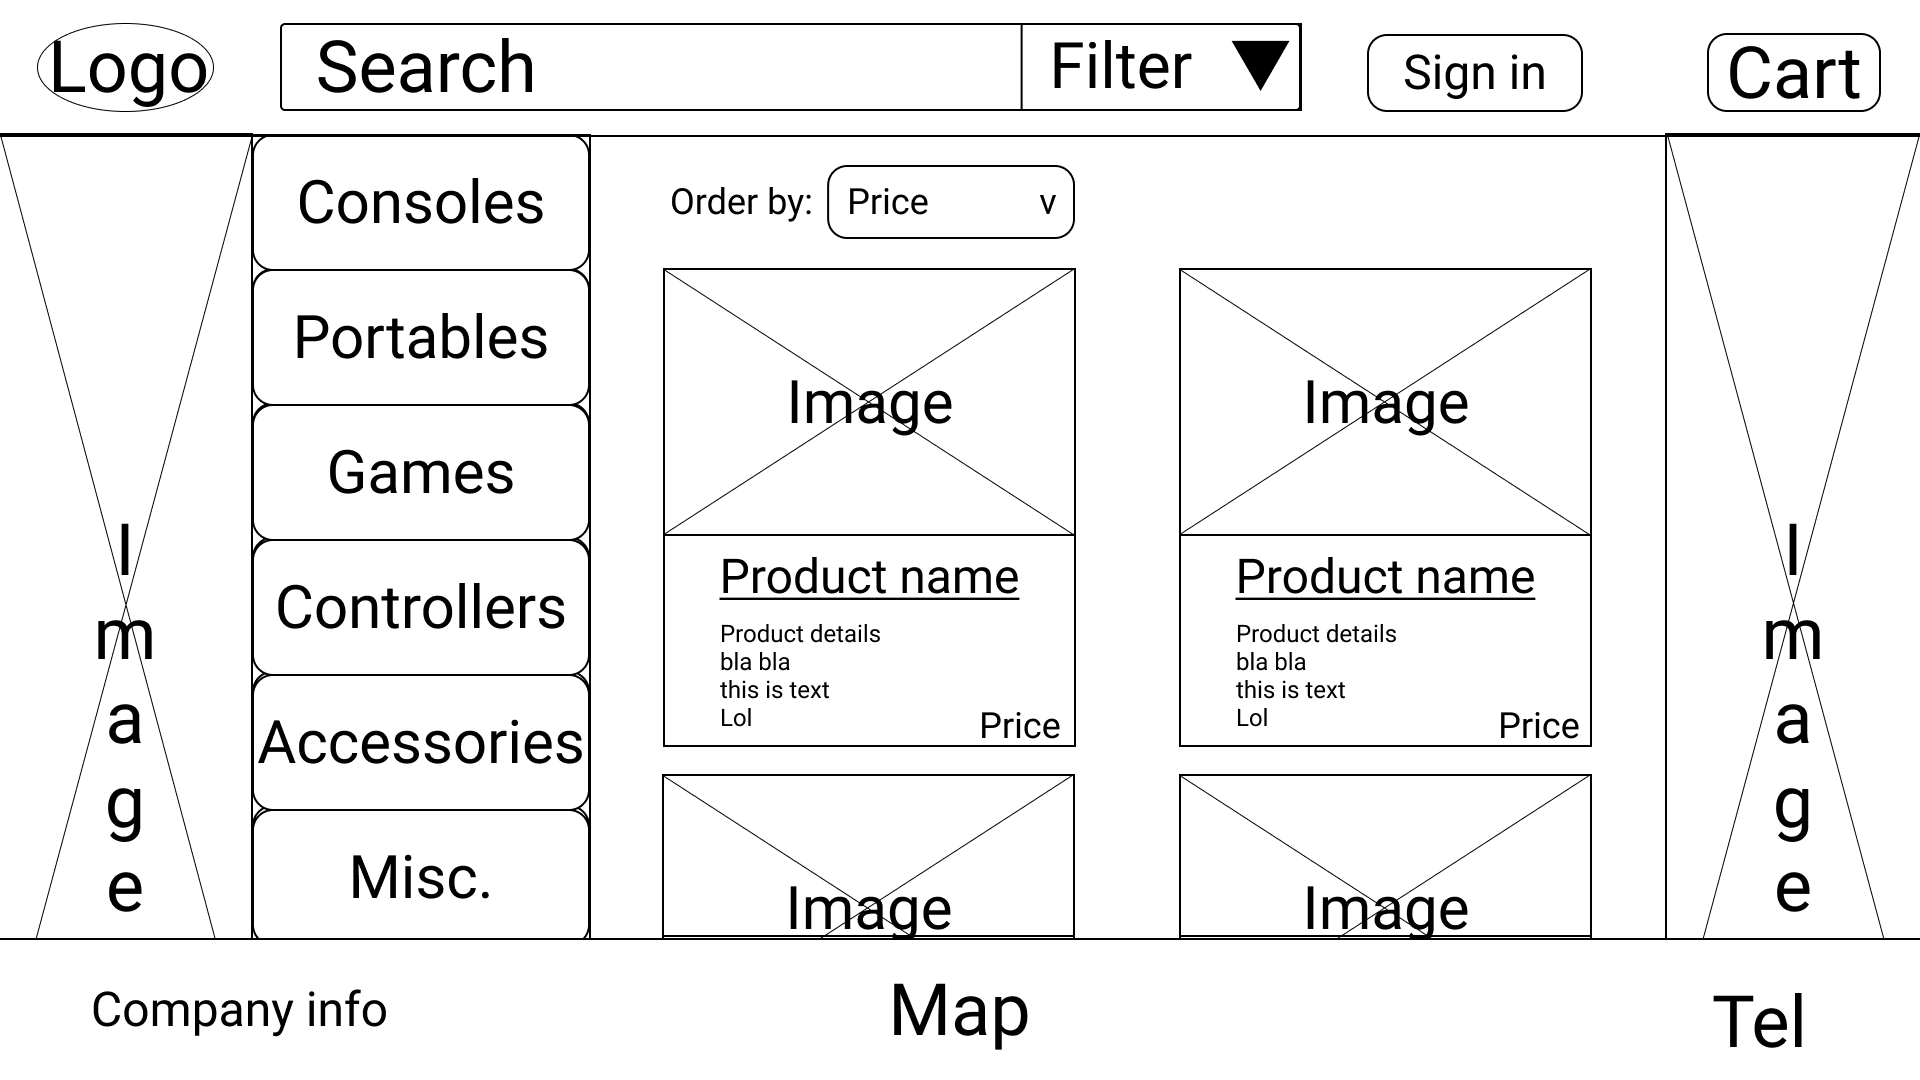 Logo
Search
Filter
Sign in
Cart
I
m
a
g
e
Consoles
Portables
Games
Controllers
Accessories
Misc.
Order by:
Price v
Image
Product name
Product details
bla bla
this is text
Lol
Price
Image
Product name
Product details
bla bla
this is text
Lol
Price
Image
Image
I
m
a
g
e
Company info
Map
Tel